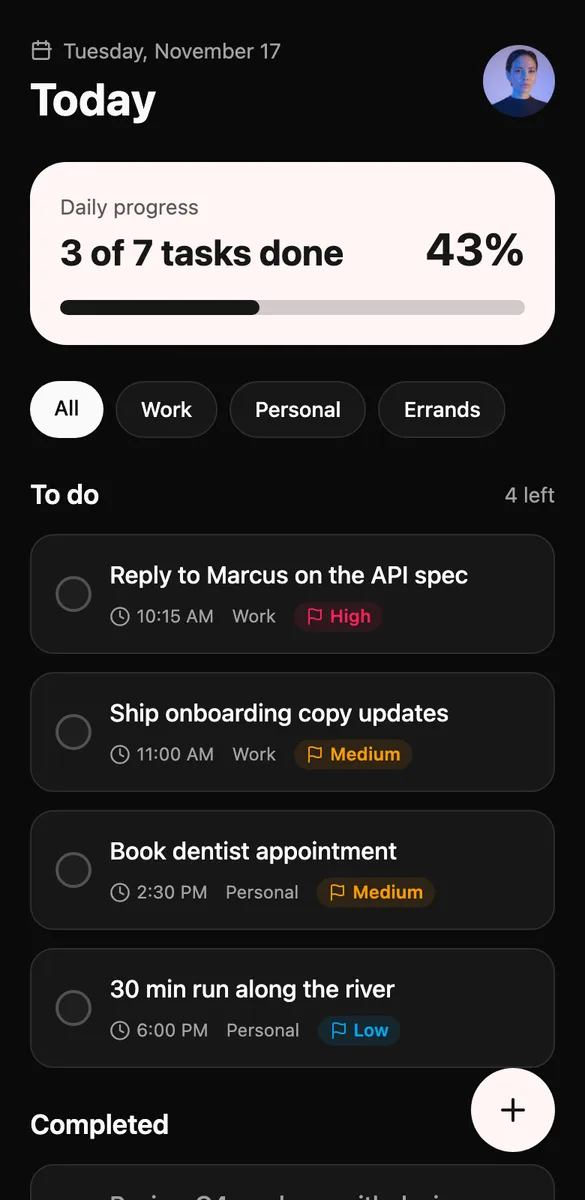 Tuesday, November 17
Today
Daily progress
3 of 7 tasks done 43%
All Work Personal Errands
To do 4 left
Reply to Marcus on the API spec
10:15 AM Work High
Ship onboarding copy updates
11:00 AM Work Medium
Book dentist appointment
2:30 PM Personal Medium
30 min run along the river
6:00 PM Personal Low
Completed